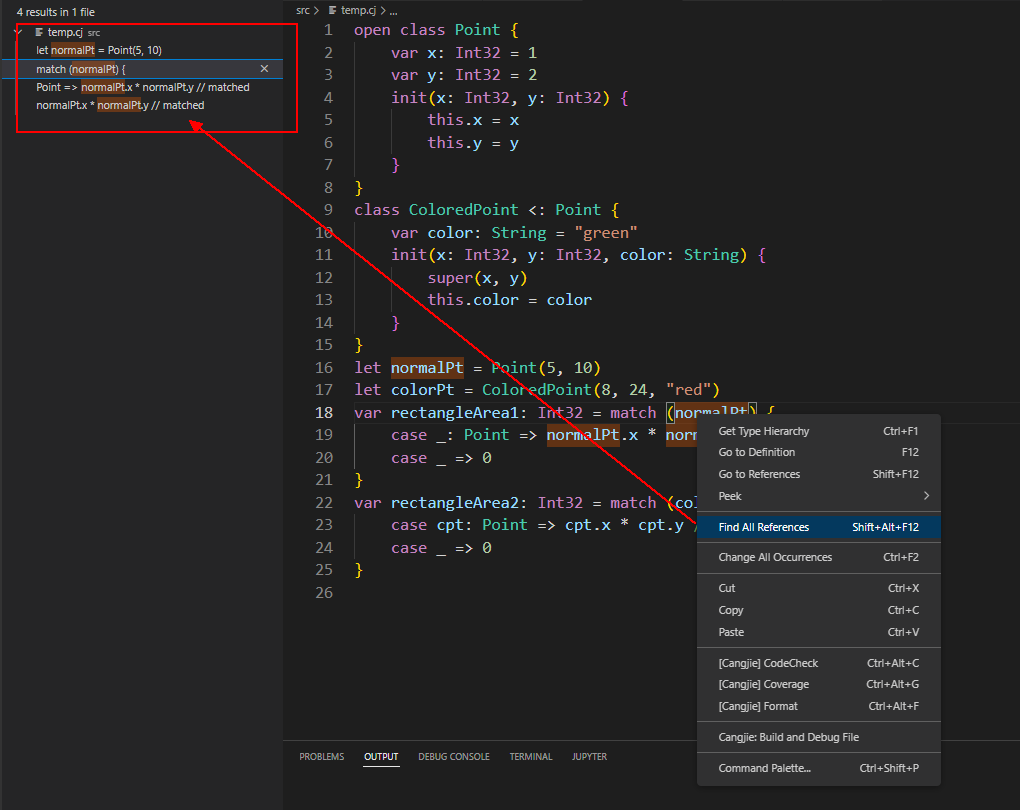 4 results in 1 file
temp.cj src
let normalPt = Point(5, 10)
match (normalPt) {
Point => normalPt.x * normalPt.y // matched
normalPt.x * normalPt.y // matched
src > temp.cj > ...
1 open class Point {
2 var x: Int32 = 1
3 var y: Int32 = 2
4 init(x: Int32, y: Int32) {
5 this.x = x
6 this.y = y
7 }
8 }
9 class ColoredPoint <: Point {
10 var color: String = "green"
11 init(x: Int32, y: Int32, color: String) {
12 super(x, y)
13 this.color = color
14 }
15 }
16 let normalPt = Point(5, 10)
17 let colorPt = ColoredPoint(8, 24, "red")
18 var rectangleArea1: Int32 = match (normalPt) {
19 case _: Point => normalPt.x * norm
20 case _ => 0
21 }
22 var rectangleArea2: Int32 = match (col
23 case cpt: Point => cpt.x * cpt.y /
24 case _ => 0
25 }
26
Get Type Hierarchy Ctrl+F1
Go to Definition F12
Go to References Shift+F12
Peek
Find All References Shift+Alt+F12
Change All Occurrences Ctrl+F2
Cut Ctrl+X
Copy Ctrl+C
Paste Ctrl+V
[Cangjie] CodeCheck Ctrl+Alt+C
[Cangjie] Coverage Ctrl+Alt+G
[Cangjie] Format Ctrl+Alt+F
Cangjie: Build and Debug File
Command Palette... Ctrl+Shift+P
PROBLEMS OUTPUT DEBUG CONSOLE TERMINAL JUPYTER